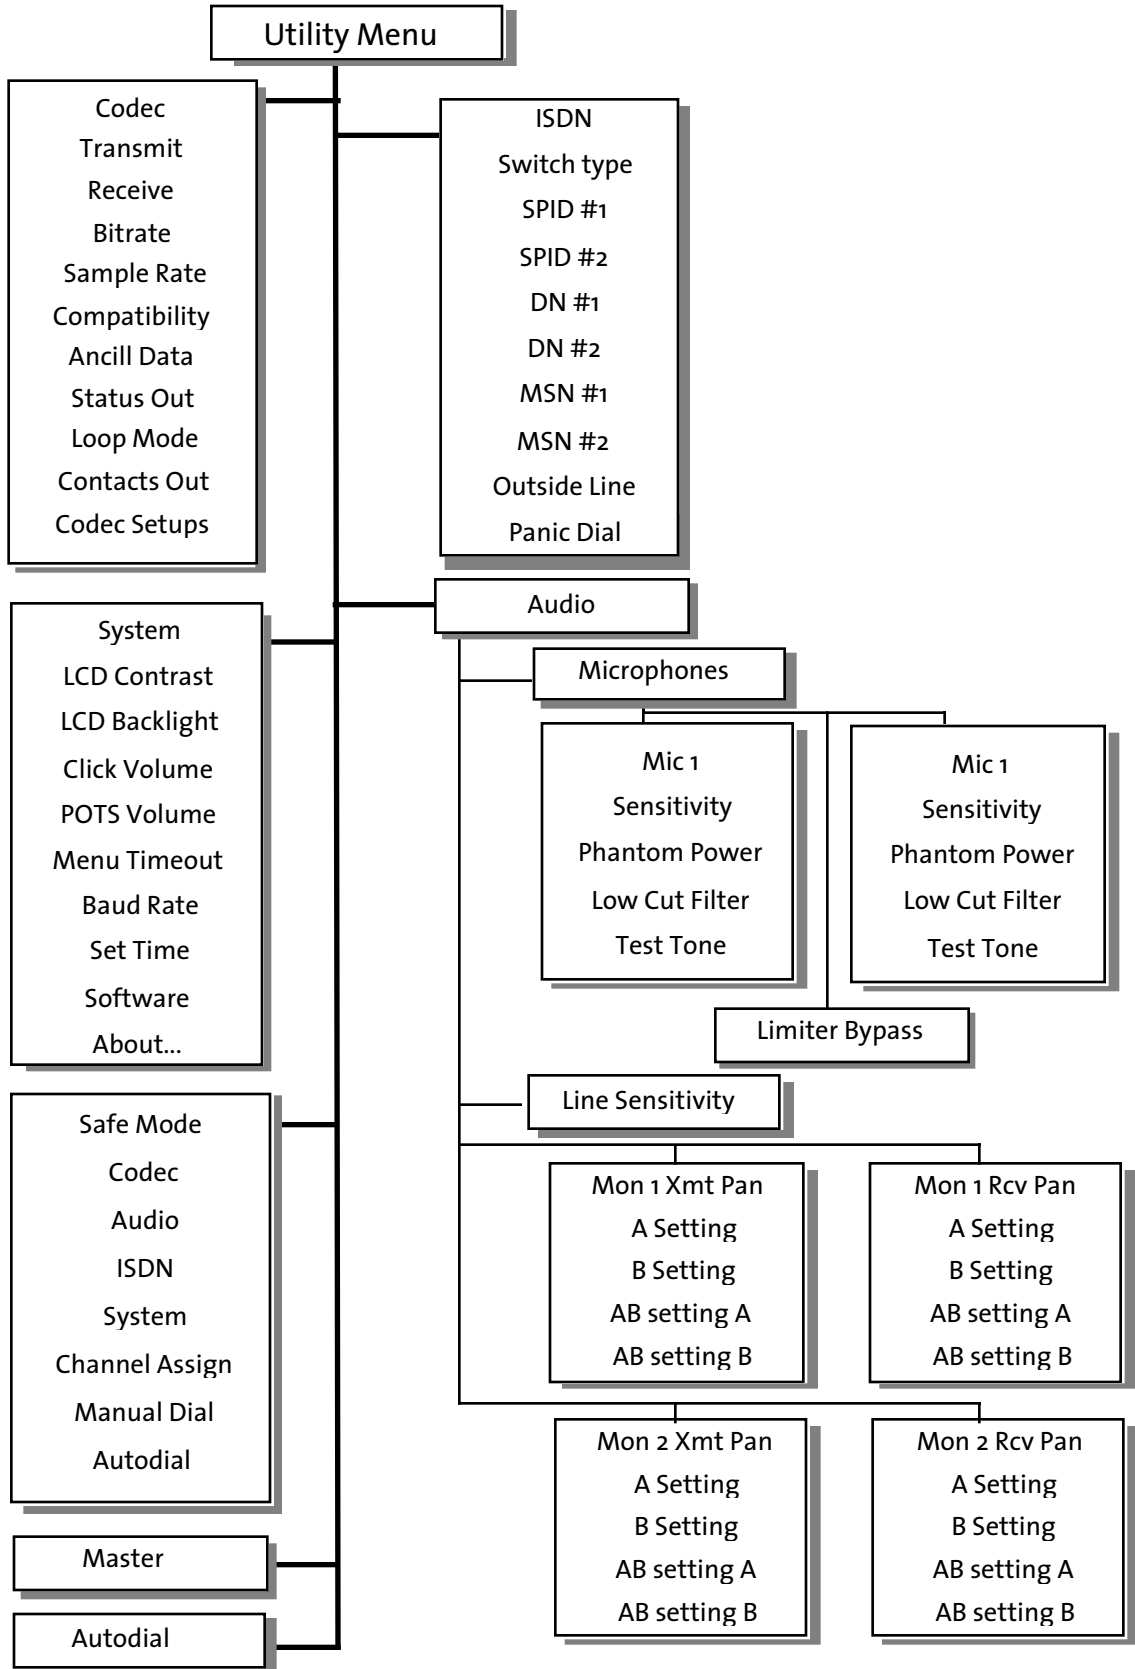 Utility Menu
Codec
Transmit
Receive
Bitrate
Sample Rate
Compatibility
Ancill Data
Status Out
Loop Mode
Contacts Out
Codec Setups
ISDN
Switch type
SPID #1
SPID #2
DN #1
DN #2
MSN #1
MSN #2
Outside Line
Panic Dial
System
LCD Contrast
LCD Backlight
Click Volume
POTS Volume
Menu Timeout
Baud Rate
Set Time
Software
About...
Safe Mode
Codec
Audio
ISDN
System
Channel Assign
Manual Dial
Autodial
Master
Autodial
Audio
Microphones
Mic 1
Sensitivity
Phantom Power
Low Cut Filter
Test Tone
Mic 1
Sensitivity
Phantom Power
Low Cut Filter
Test Tone
Limiter Bypass
Line Sensitivity
Mon 1 Xmt Pan
A Setting
B Setting
AB setting A
AB setting B
Mon 1 Rcv Pan
A Setting
B Setting
AB setting A
AB setting B
Mon 2 Xmt Pan
A Setting
B Setting
AB setting A
AB setting B
Mon 2 Rcv Pan
A Setting
B Setting
AB setting A
AB setting B